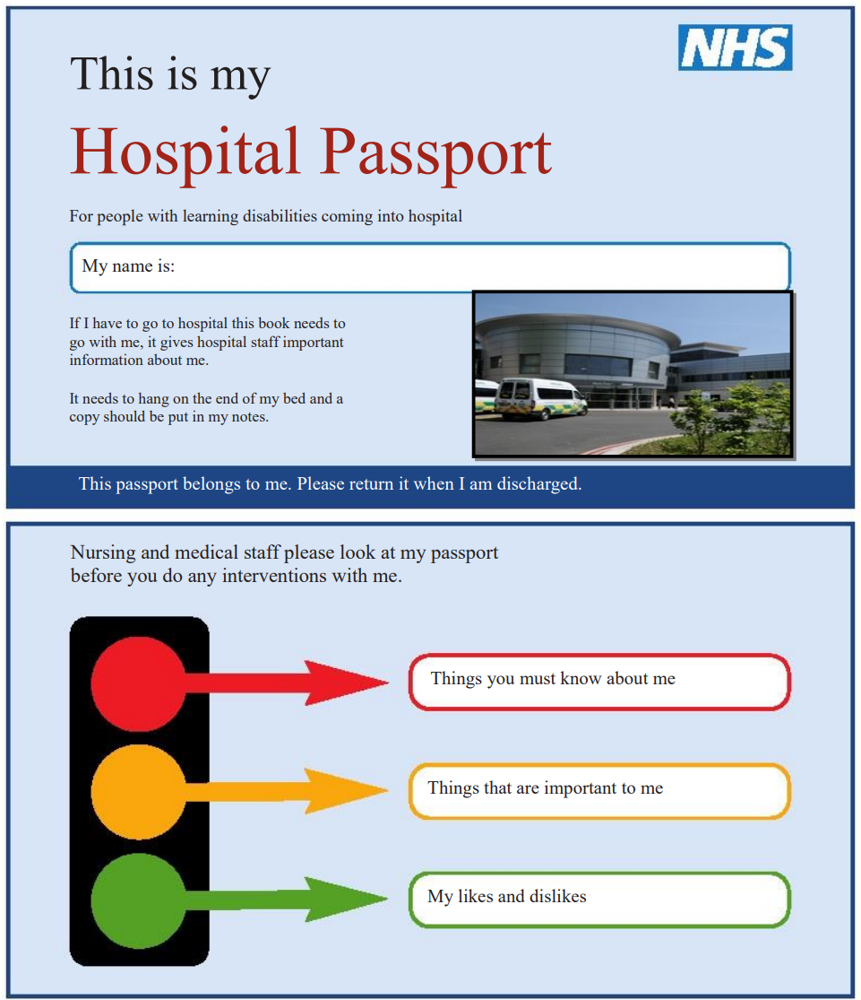 NHS
This is my
Hospital Passport
For people with learning disabilities coming into hospital
My name is:
If I have to go to hospital this book needs to
go with me, it gives hospital staff important
information about me.
It needs to hang on the end of my bed and a
copy should be put in my notes.
This passport belongs to me. Please return it when I am discharged.
Nursing and medical staff please look at my passport
before you do any interventions with me.
Things you must know about me
Things that are important to me
My likes and dislikes